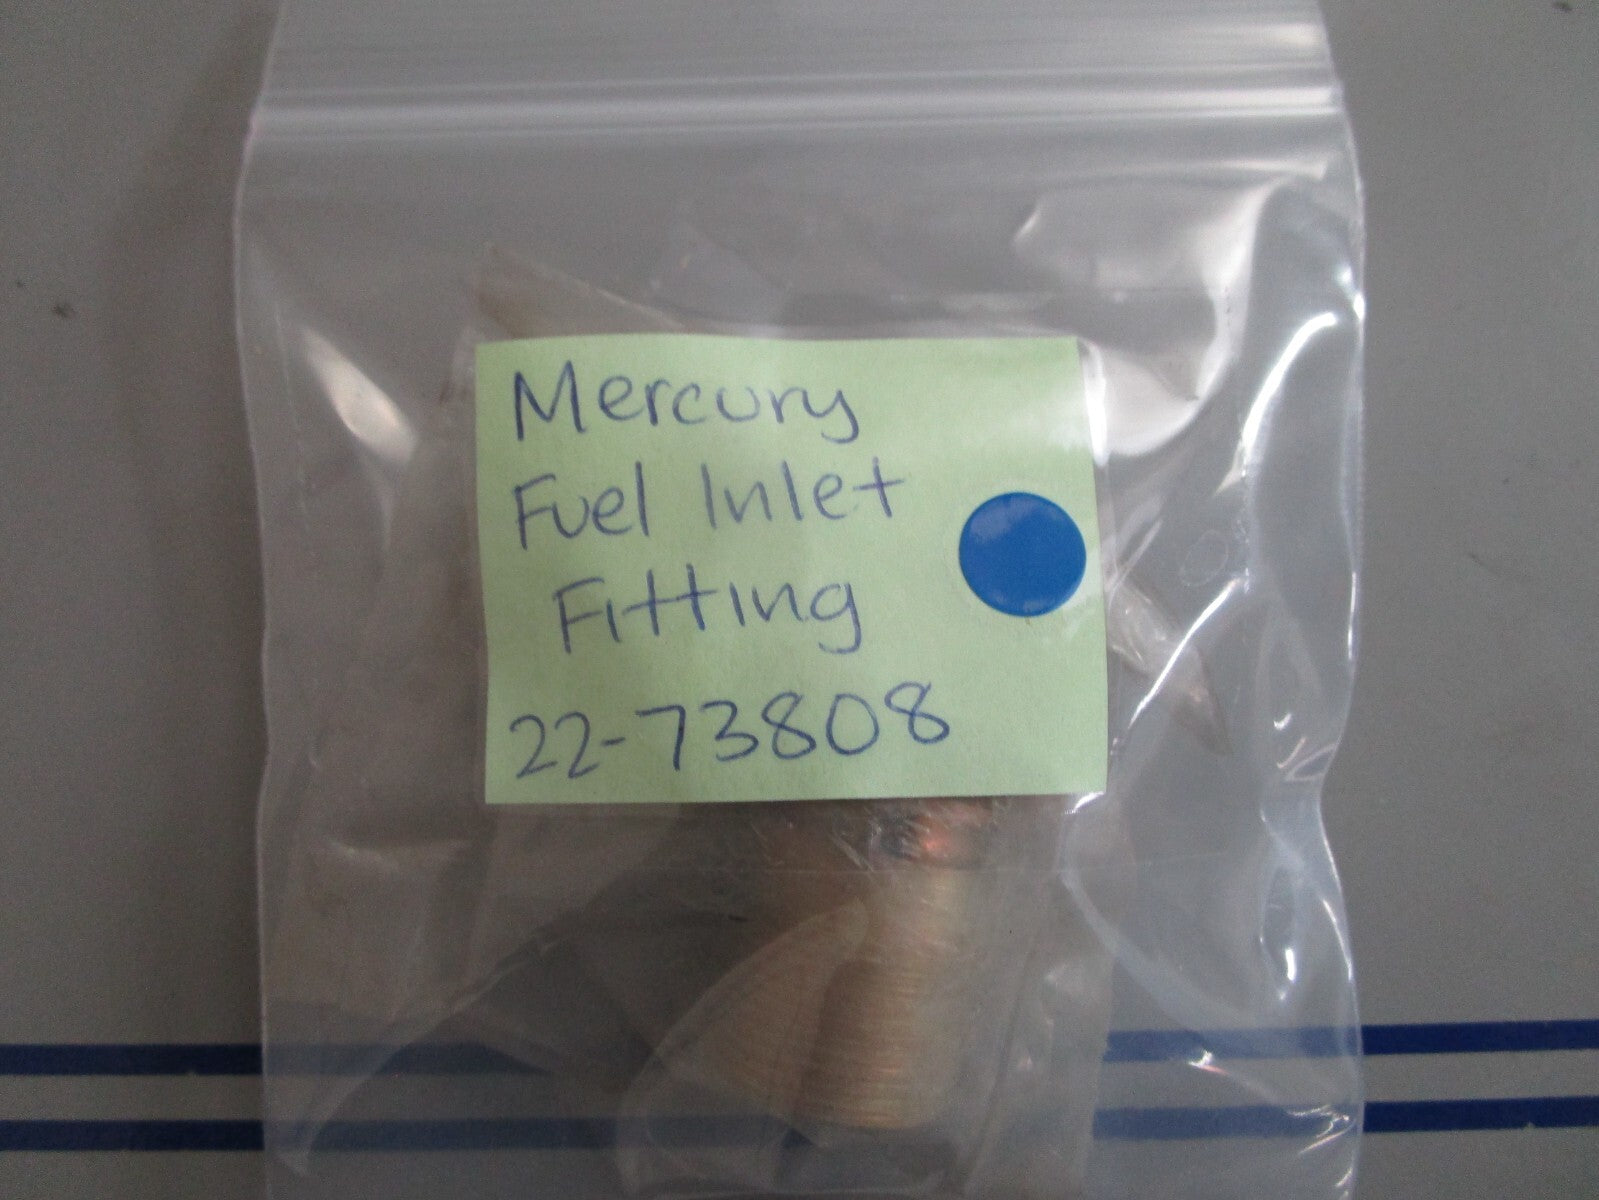 Mercury
Fuel Inlet
Fitting
22-73808